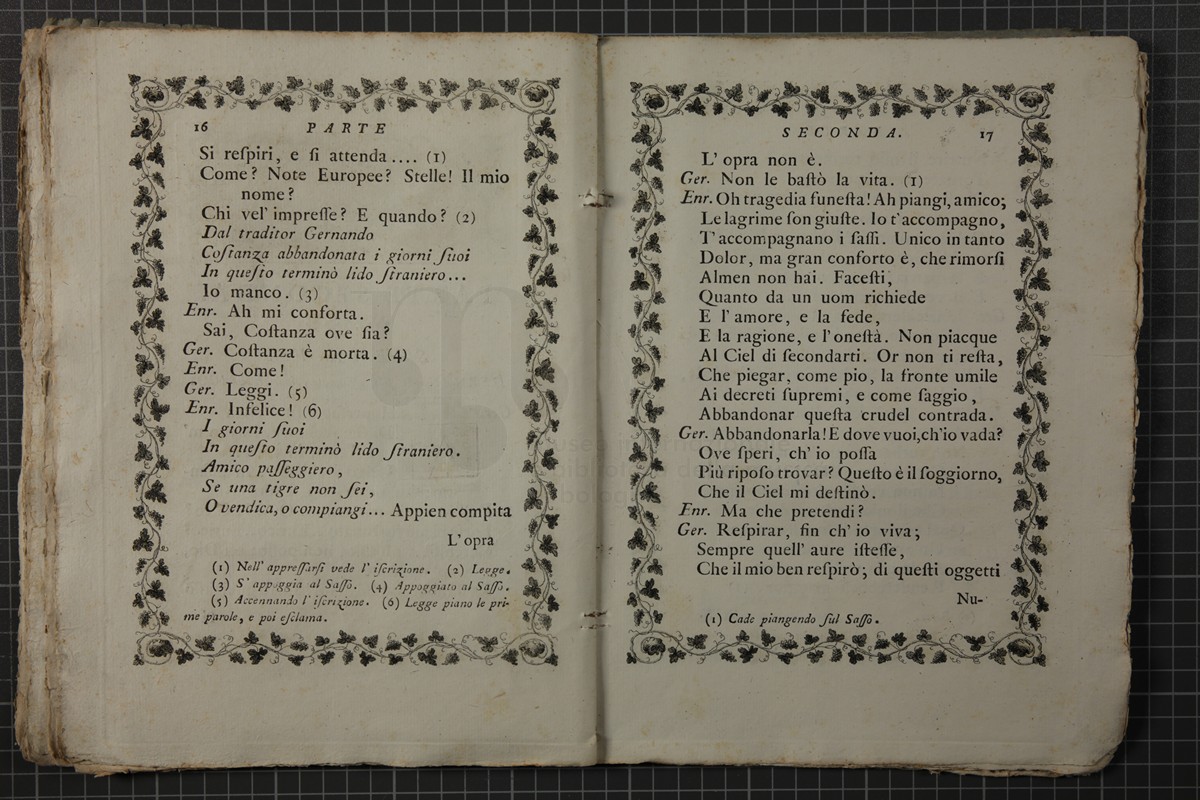 16 PARTE
Si reſpiri, e ſi attenda.... (1)
Come? Note Europee? Stelle! Il mio
nome?
Chi vel' impreſſe? E quando? (2)
Dal traditor Gernando
Coſtanza abbandonata i giorni ſuoi
In queſto terminò lido ſtraniero...
Io manco. (3)
Enr. Ah mi conforta.
Sai, Coſtanza ove ſia?
Ger. Coſtanza è morta. (4)
Enr. Come!
Ger. Leggi. (5)
Enr. Infelice! (6)
I giorni ſuoi
In queſto terminò lido ſtraniero.
Amico paſſeggiero,
Se una tigre non ſei,
O vendica, o compiangi... Appien compita
L' opra
(1) Nell' appreſſarſi vede l' iſcrizione. (2) Legge.
(3) S' appoggia al Saſſo. (4) Appoggiato al Saſſo.
(5) Accennando l' iſcrizione. (6) Legge piano le pri-
me parole, e poi eſclama.
SECONDA. 17
L' opra non è.
Ger. Non le baſtò la vita. (1)
Enr. Oh tragedia funeſta! Ah piangi, amico;
Le lagrime ſon giuſte. Io t'accompagno,
T'accompagnano i ſaſſi. Unico in tanto
Dolor, ma gran conforto è, che rimorſi
Almen non hai. Faceſti,
Quanto da un uom richiede
E l' amore, e la fede,
E la ragione, e l'oneſtà. Non piacque
Al Ciel di ſecondarti. Or non ti reſta,
Che piegar, come pio, la fronte umile
Ai decreti ſupremi, e come ſaggio,
Abbandonar queſta crudel contrada.
Ger. Abbandonarla! E dove vuoi, ch'io vada?
Ove ſperi, ch' io poſſa
Più ripoſo trovar? Queſto è il ſoggiorno,
Che il Ciel mi deſtinò.
Enr. Ma che pretendi?
Ger. Reſpirar, fin ch' io viva;
Sempre quell' aure iſteſſe,
Che il mio ben reſpirò; di queſti oggetti
Nu-
(1) Cade piangendo ſul Saſſo.